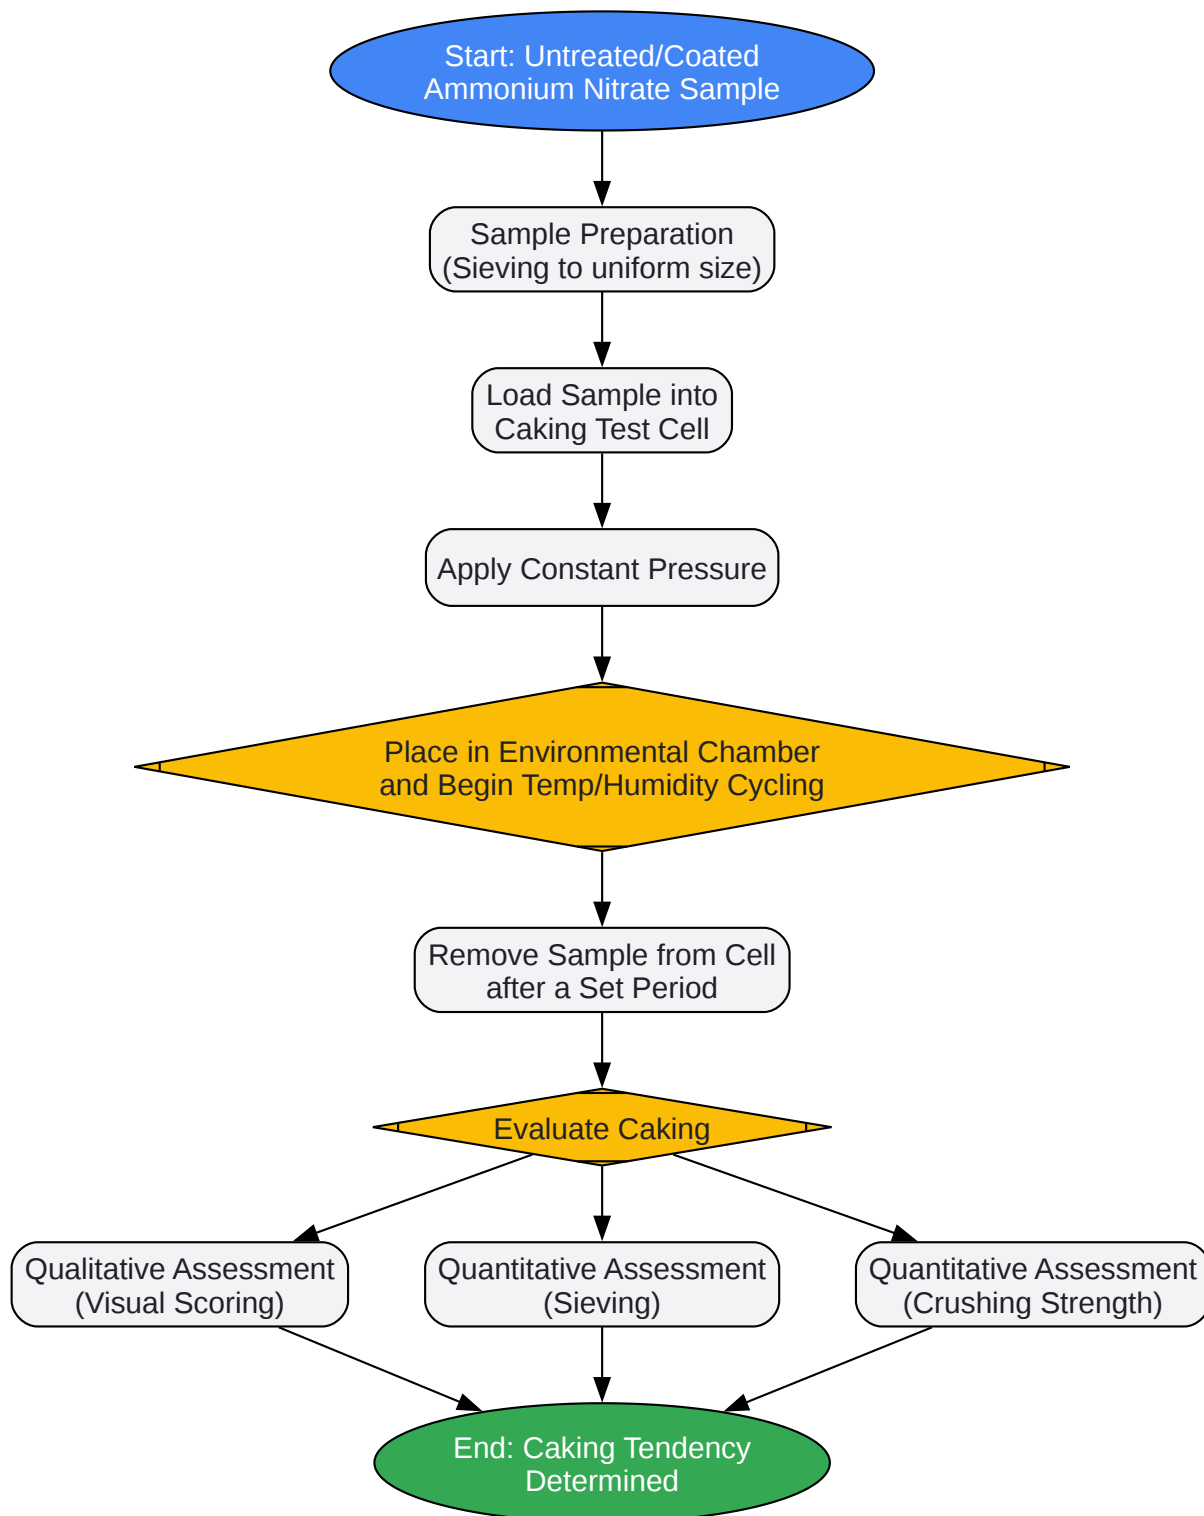 Start: Untreated/Coated
Ammonium Nitrate Sample
Sample Preparation
(Sieving to uniform size)
Load Sample into
Caking Test Cell
Apply Constant Pressure
Place in Environmental Chamber
and Begin Temp/Humidity Cycling
Remove Sample from Cell
after a Set Period
Evaluate Caking
Qualitative Assessment
(Visual Scoring)
Quantitative Assessment
(Sieving)
Quantitative Assessment
(Crushing Strength)
End: Caking Tendency
Determined